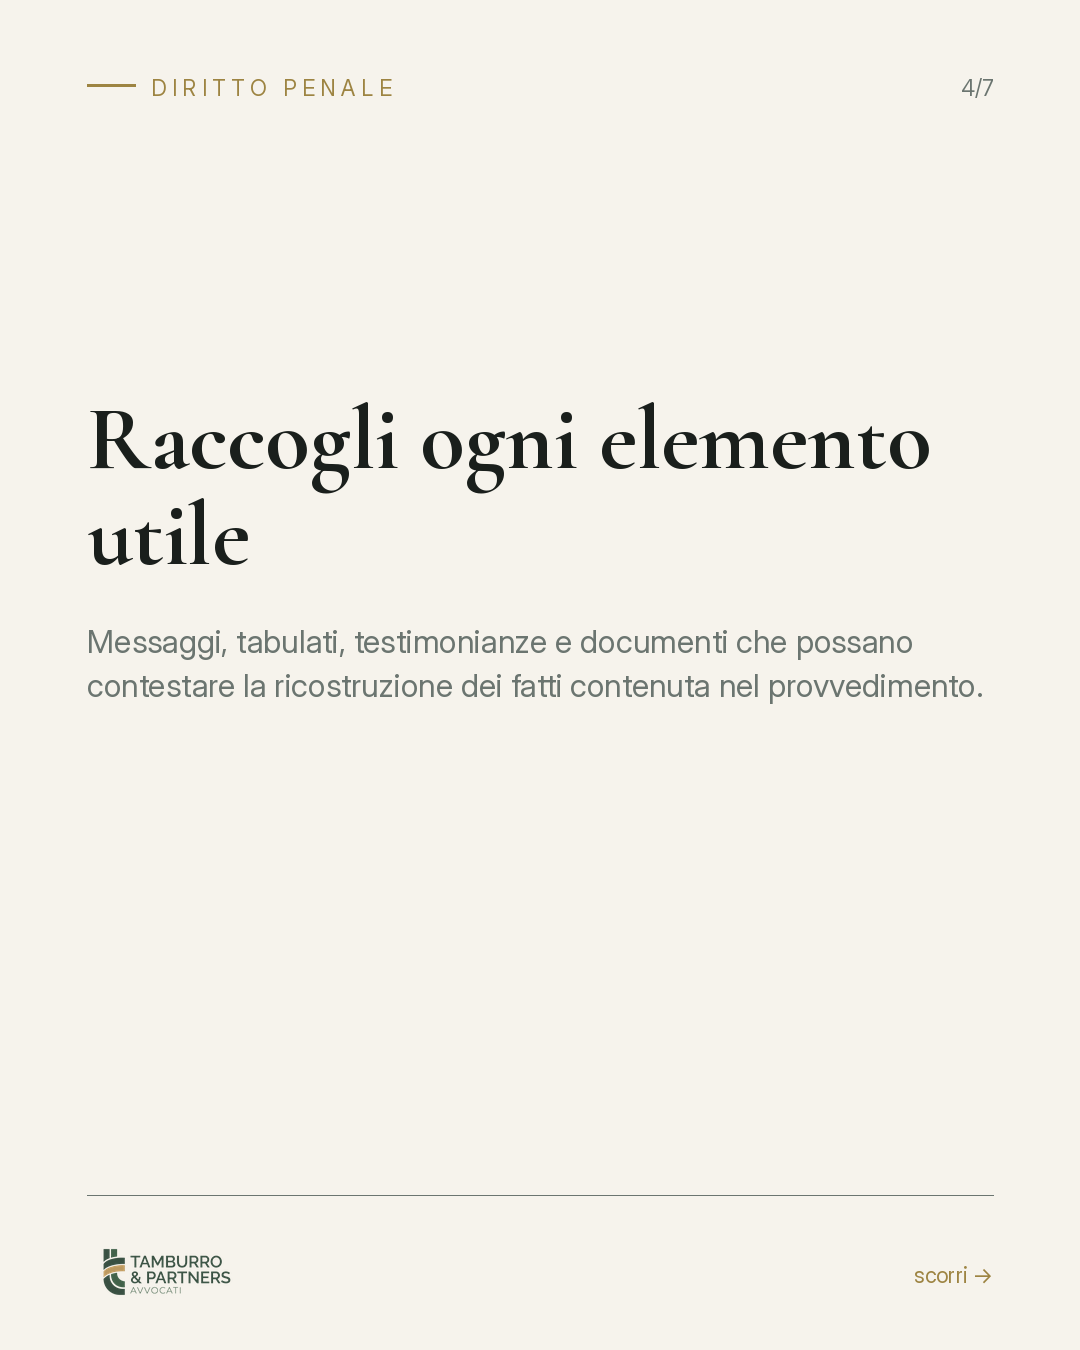 DIRITTO PENALE
4/7
Raccogli ogni elemento
utile
Messaggi, tabulati, testimonianze e documenti che possano
contestare la ricostruzione dei fatti contenuta nel provvedimento.
TAMBURRO
& PARTNERS
AVVOCATI
scorri →